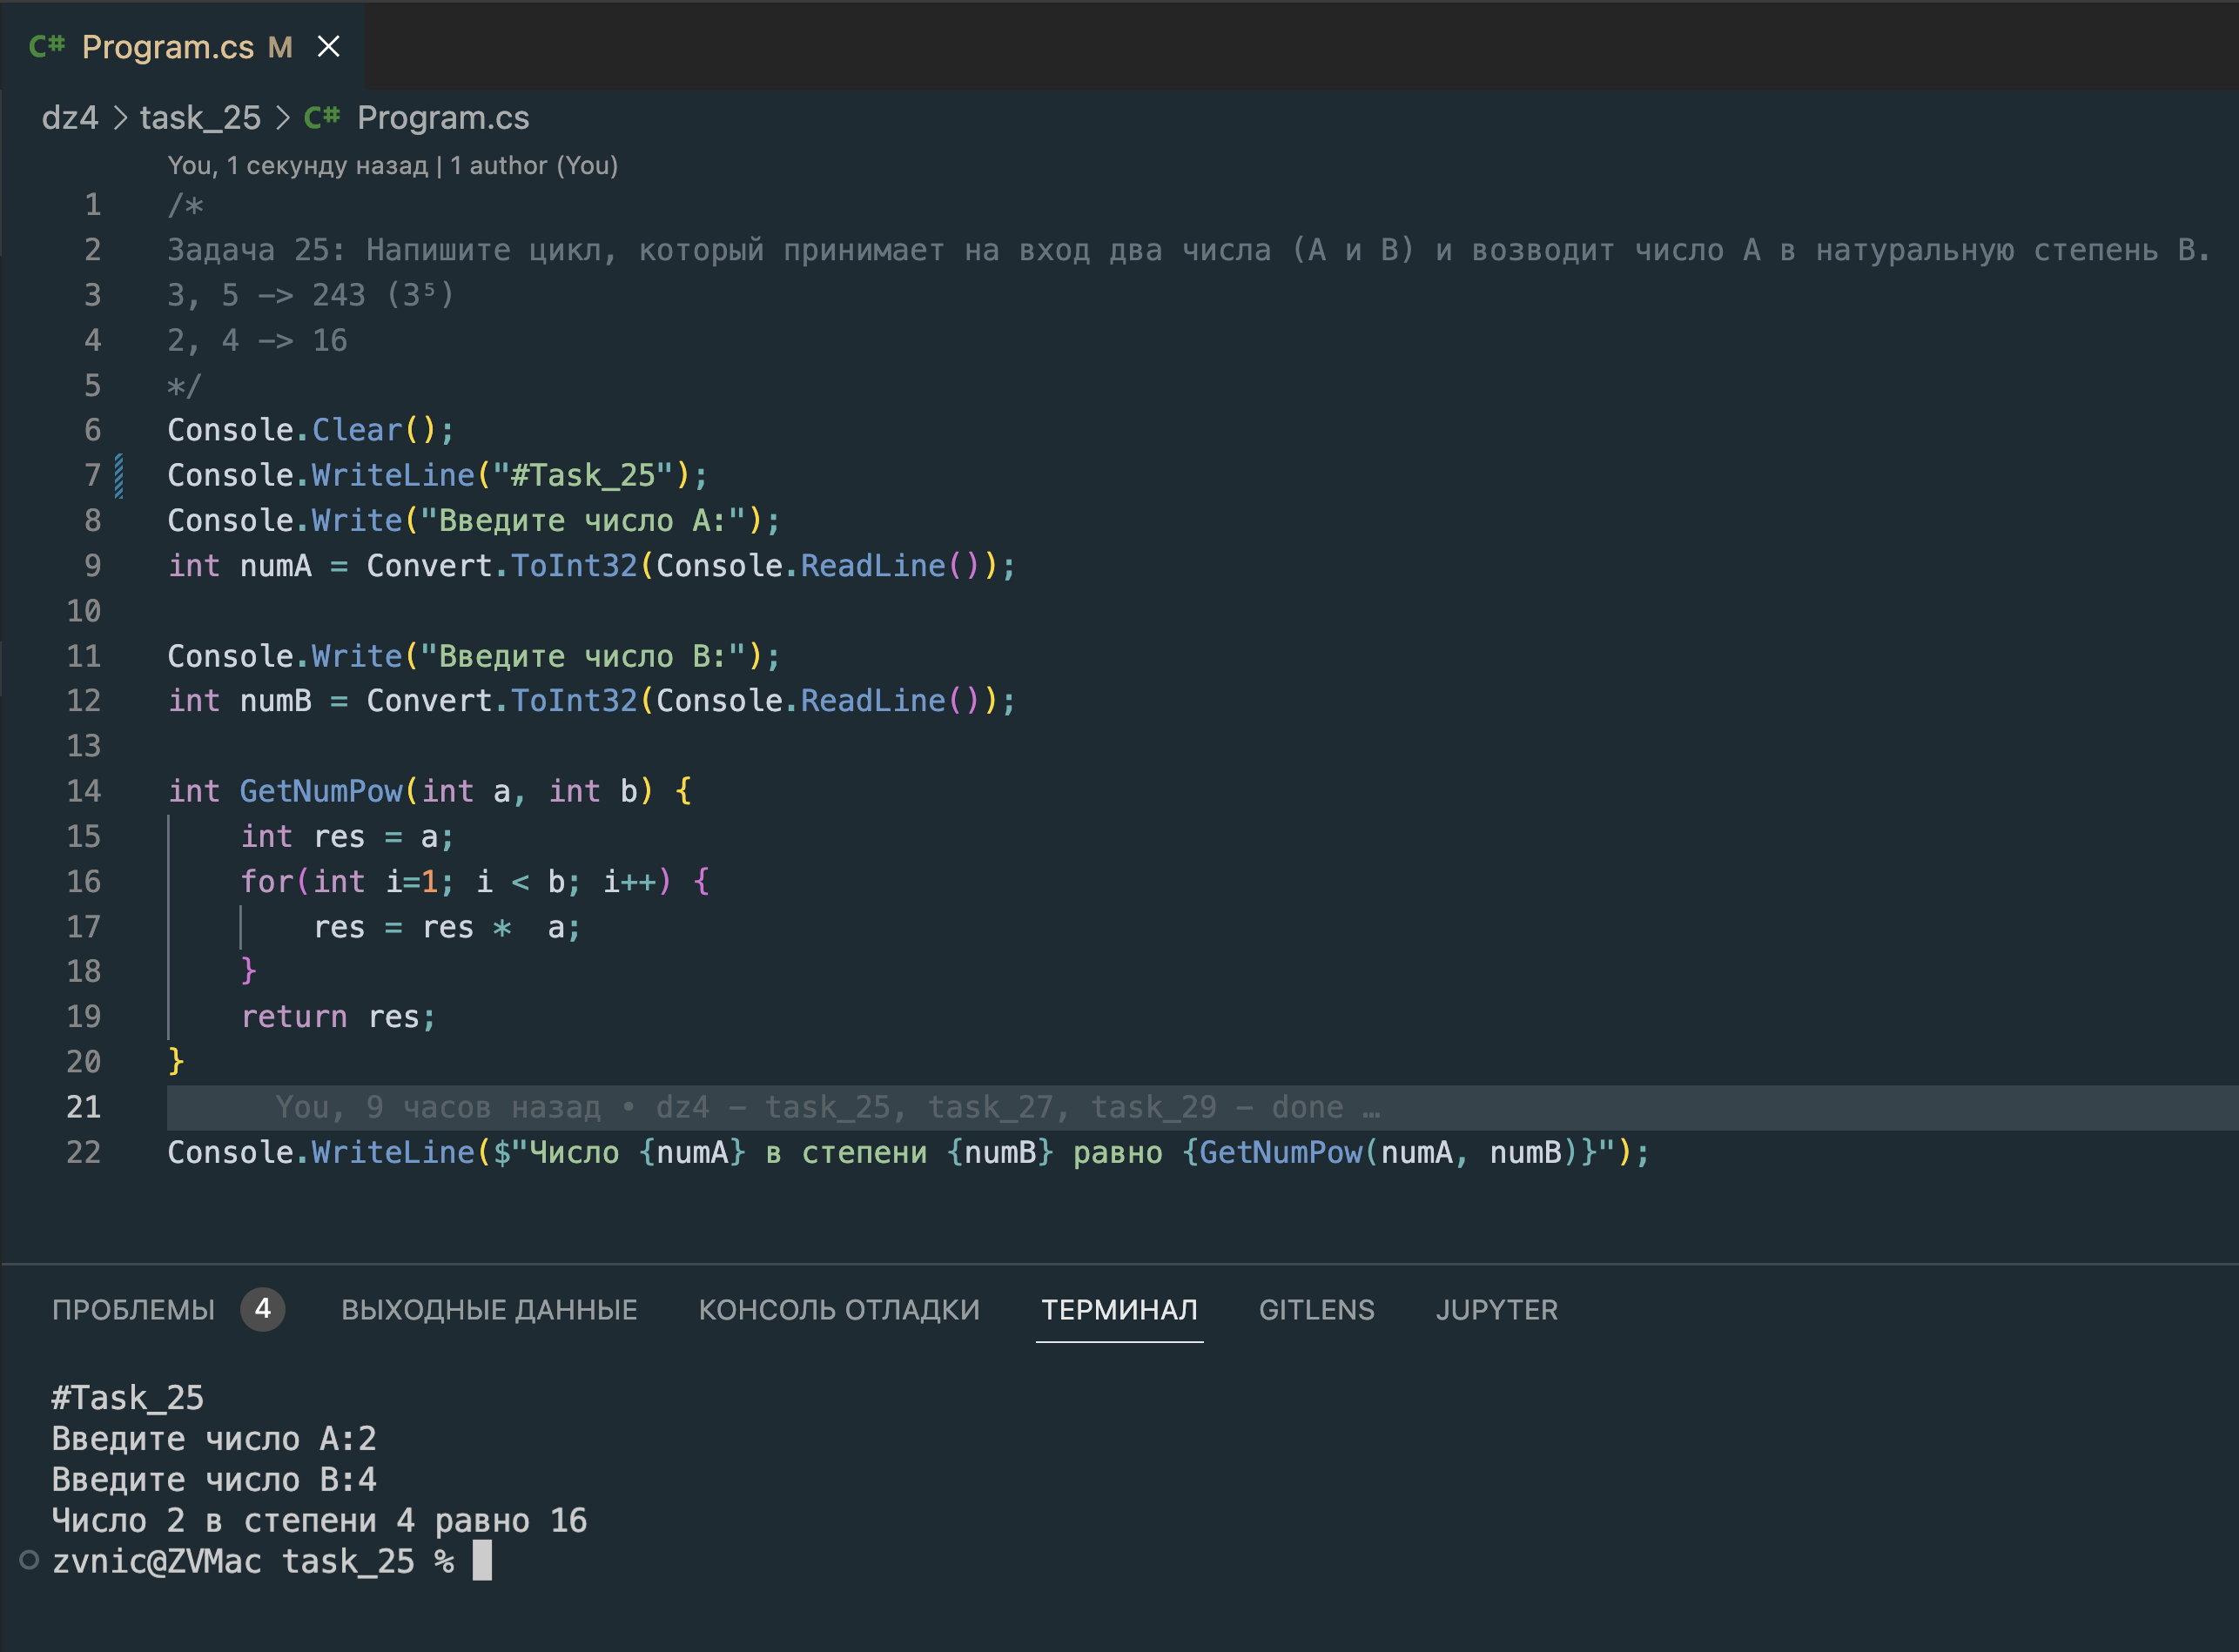 C# Program.cs M
dz4 > task_25 > C# Program.cs
You, 1 секунду назад | 1 author (You)
1 /*
2 Задача 25: Напишите цикл, который принимает на вход два числа (A и B) и возводит число A в натуральную степень B.
3 3, 5 -> 243 (3⁵)
4 2, 4 -> 16
5 */
6 Console.Clear();
7 Console.WriteLine("#Task_25");
8 Console.Write("Введите число A:");
9 int numA = Convert.ToInt32(Console.ReadLine());
10
11 Console.Write("Введите число B:");
12 int numB = Convert.ToInt32(Console.ReadLine());
13
14 int GetNumPow(int a, int b) {
15 int res = a;
16 for(int i=1; i < b; i++) {
17 res = res *  a;
18 }
19 return res;
20 }
21 You, 9 часов назад • dz4 – task_25, task_27, task_29 – done …
22 Console.WriteLine($"Число {numA} в степени {numB} равно {GetNumPow(numA, numB)}");
ПРОБЛЕМЫ 4 ВЫХОДНЫЕ ДАННЫЕ КОНСОЛЬ ОТЛАДКИ ТЕРМИНАЛ GITLENS JUPYTER
#Task_25
Введите число A:2
Введите число B:4
Число 2 в степени 4 равно 16
zvnic@ZVMac task_25 %